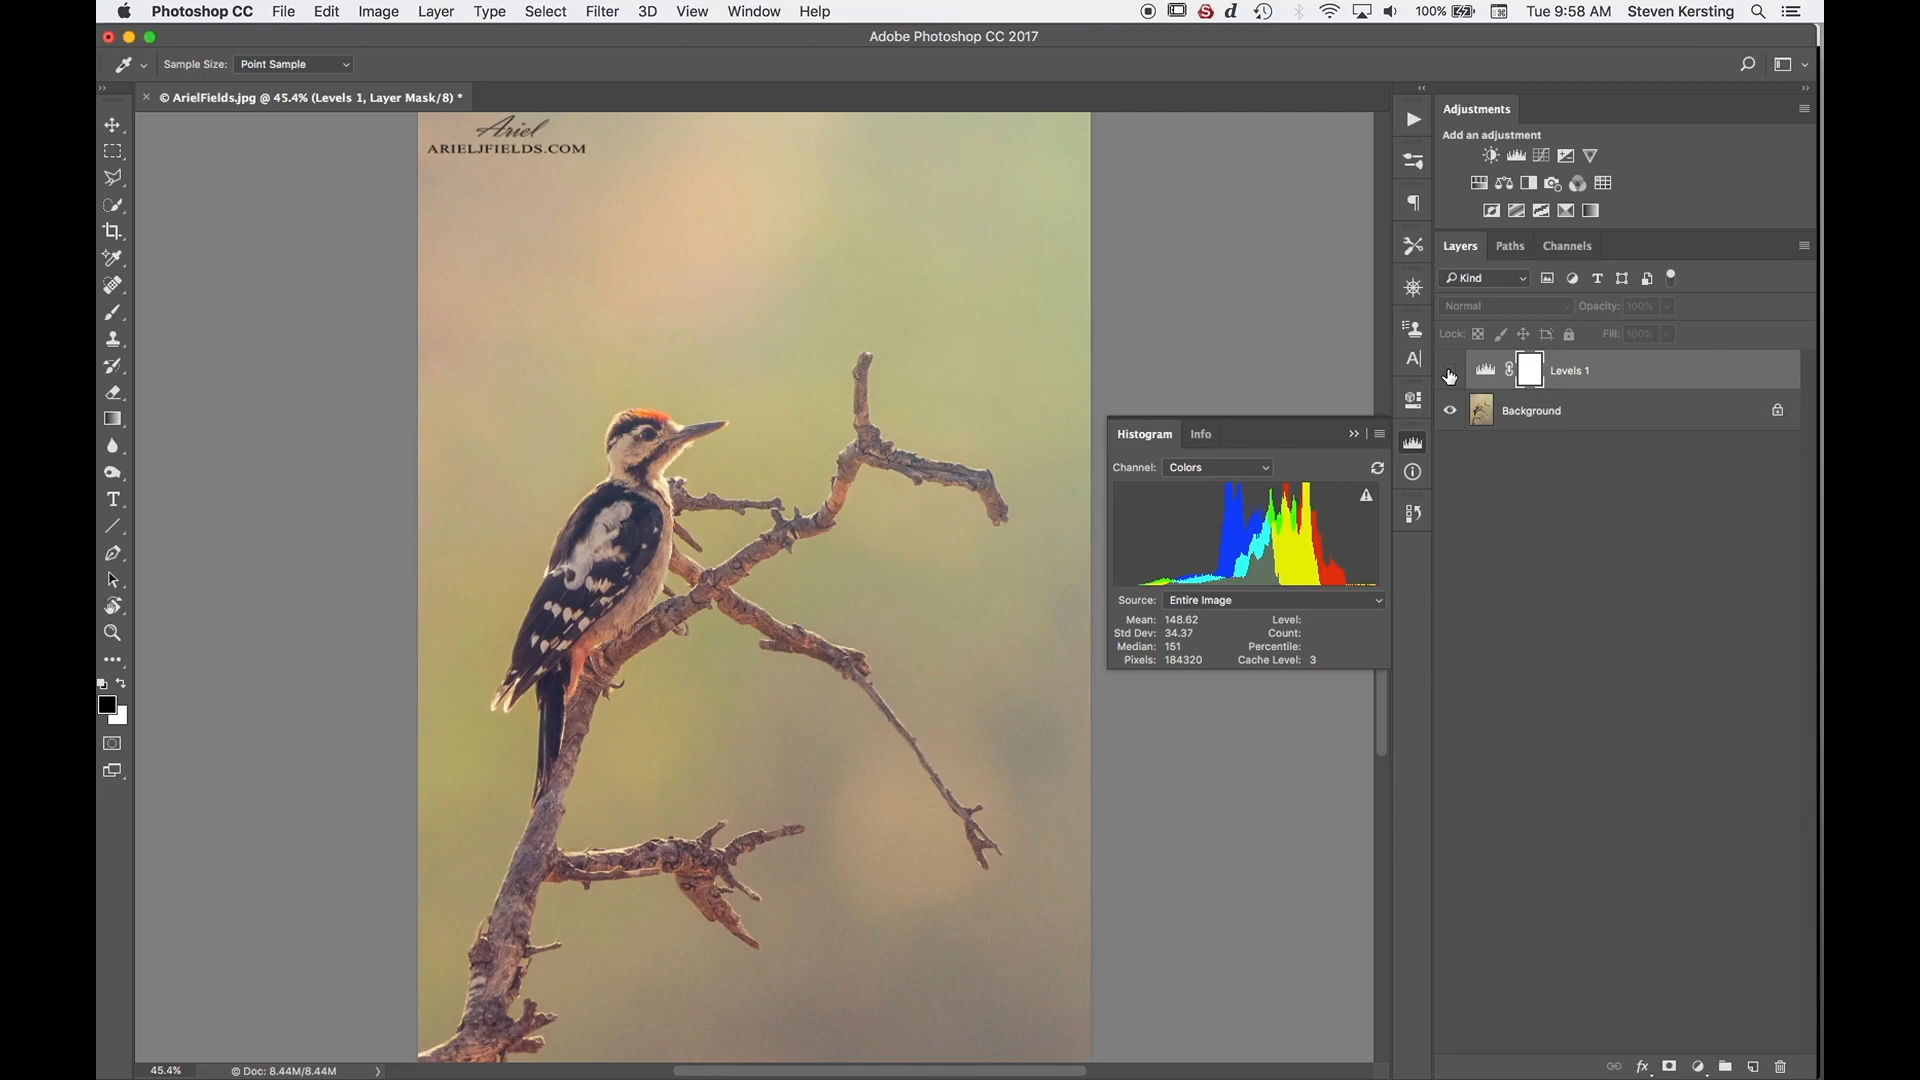 Photoshop CC File Edit Image Layer Type Select Filter 3D View Window Help 100% Tue 9:58 AM Steven Kersting
Adobe Photoshop CC 2017
Sample Size: Point Sample
© ArielFields.jpg @ 45.4% (Levels 1, Layer Mask/8) *
Ariel
ARIELJFIELDS.COM
Adjustments
Add an adjustment
Layers Paths Channels
Kind
Normal Opacity: 100%
Lock: Fill: 100%
Levels 1
Background
Histogram Info
Channel: Colors
Source: Entire Image
Mean: 148.62 Level:
Std Dev: 34.37 Count:
Median: 151 Percentile:
Pixels: 184320 Cache Level: 3
45.4% © Doc: 8.44M/8.44M